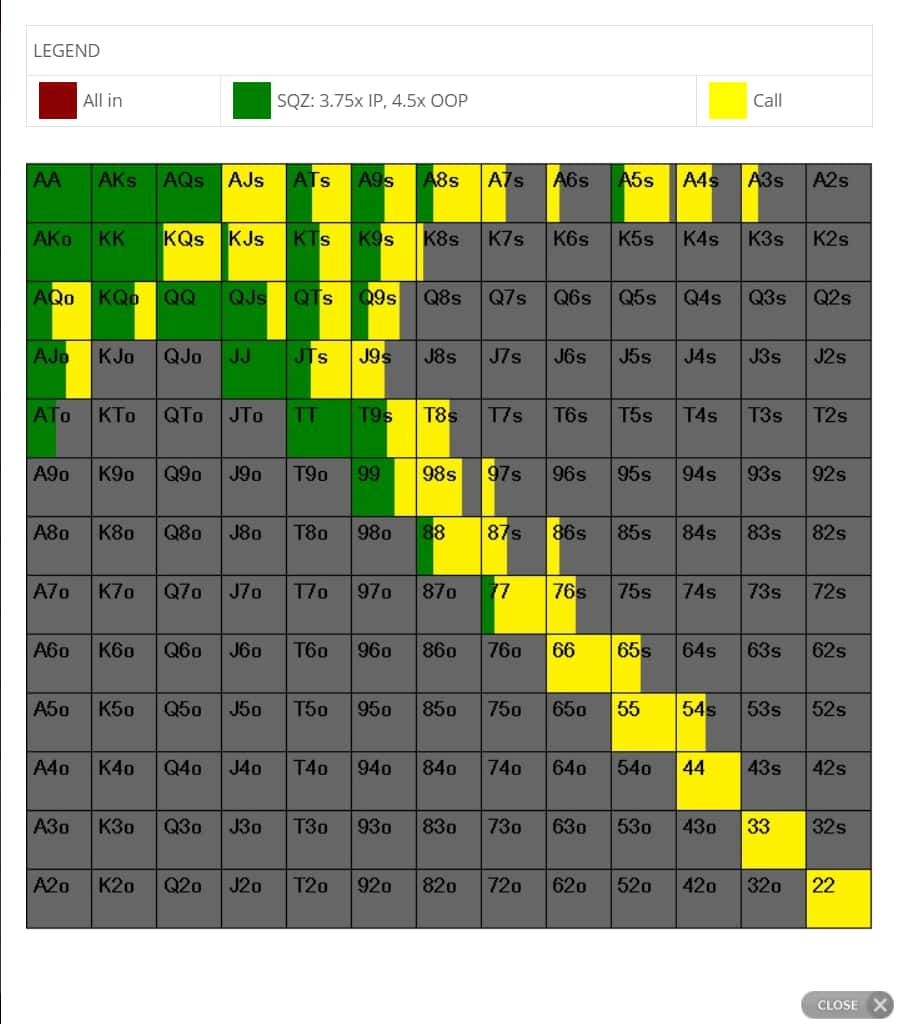 LEGEND
All in SQZ: 3.75x IP, 4.5x OOP Call
AA AKs AQs AJs ATs A9s A8s A7s A6s A5s A4s A3s A2s
AKo KK KQs KJs KTs K9s K8s K7s K6s K5s K4s K3s K2s
AQo KQo QQ QJs QTs Q9s Q8s Q7s Q6s Q5s Q4s Q3s Q2s
AJo KJo QJo JJ JTs J9s J8s J7s J6s J5s J4s J3s J2s
ATo KTo QTo JTo TT T9s T8s T7s T6s T5s T4s T3s T2s
A9o K9o Q9o J9o T9o 99 98s 97s 96s 95s 94s 93s 92s
A8o K8o Q8o J8o T8o 98o 88 87s 86s 85s 84s 83s 82s
A7o K7o Q7o J7o T7o 97o 87o 77 76s 75s 74s 73s 72s
A6o K6o Q6o J6o T6o 96o 86o 76o 66 65s 64s 63s 62s
A5o K5o Q5o J5o T5o 95o 85o 75o 65o 55 54s 53s 52s
A4o K4o Q4o J4o T4o 94o 84o 74o 64o 54o 44 43s 42s
A3o K3o Q3o J3o T3o 93o 83o 73o 63o 53o 43o 33 32s
A2o K2o Q2o J2o T2o 92o 82o 72o 62o 52o 42o 32o 22
CLOSE